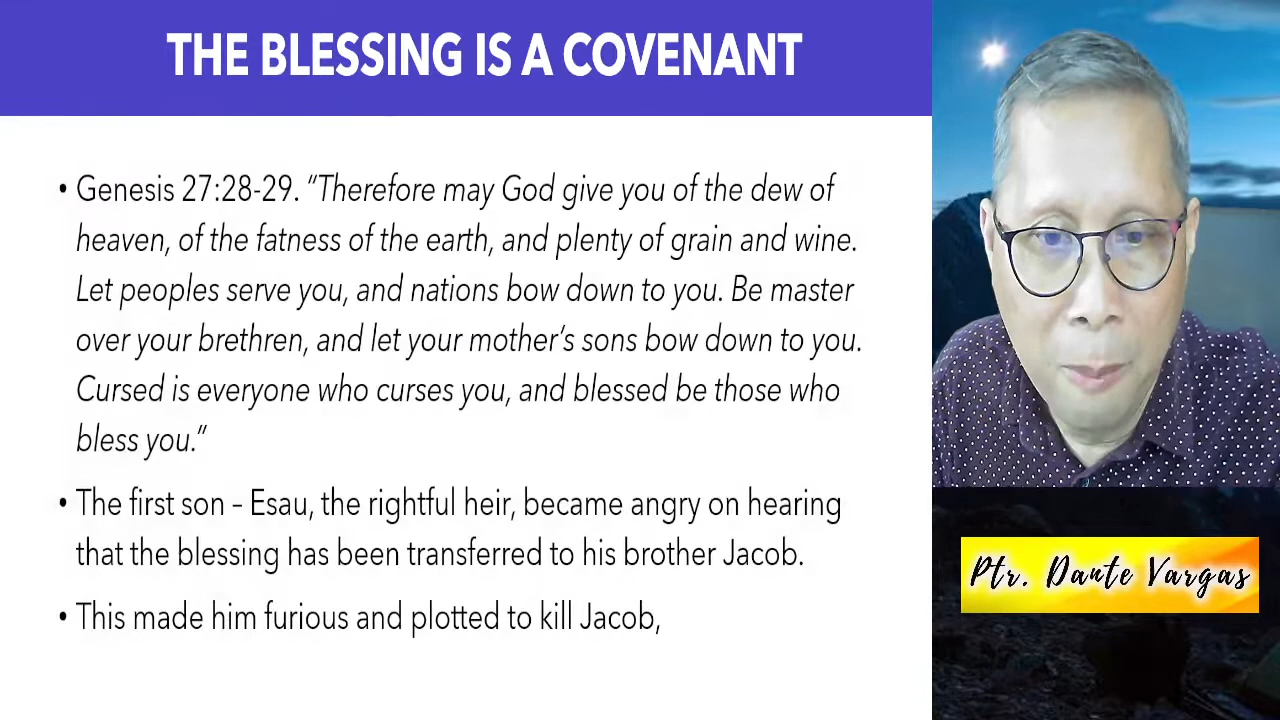 THE BLESSING IS A COVENANT
• Genesis 27:28-29. “Therefore may God give you of the dew of
heaven, of the fatness of the earth, and plenty of grain and wine.
Let peoples serve you, and nations bow down to you. Be master
over your brethren, and let your mother’s sons bow down to you.
Cursed is everyone who curses you, and blessed be those who
bless you.”
• The first son – Esau, the rightful heir, became angry on hearing
that the blessing has been transferred to his brother Jacob.
• This made him furious and plotted to kill Jacob,
Ptr. Dante Vargas